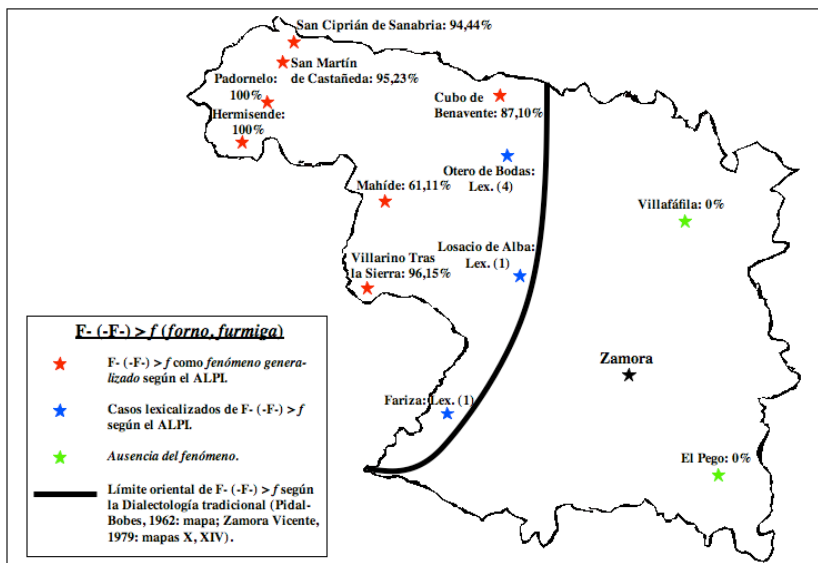 San Ciprián de Sanabria: 94,44%
San Martín
de Castañeda: 95,23%
Padornelo:
100%
Hermisende:
100%
Cubo de
Benavente: 87,10%
Otero de Bodas:
Lex. (4)
Mahíde: 61,11%
Villafáfila: 0%
Losacio de Alba:
Lex. (1)
Villarino Tras
la Sierra: 96,15%
Zamora
Fariza: Lex. (1)
El Pego: 0%
F- (-F-) > f (forno, furmiga)
F- (-F-) > f como fenómeno genera-
lizado según el ALPI.
Casos lexicalizados de F- (-F-) > f
según el ALPI.
Ausencia del fenómeno.
Límite oriental de F- (-F-) > f según
la Dialectología tradicional (Pidal-
Bobes, 1962: mapa; Zamora Vicente,
1979: mapas X, XIV).